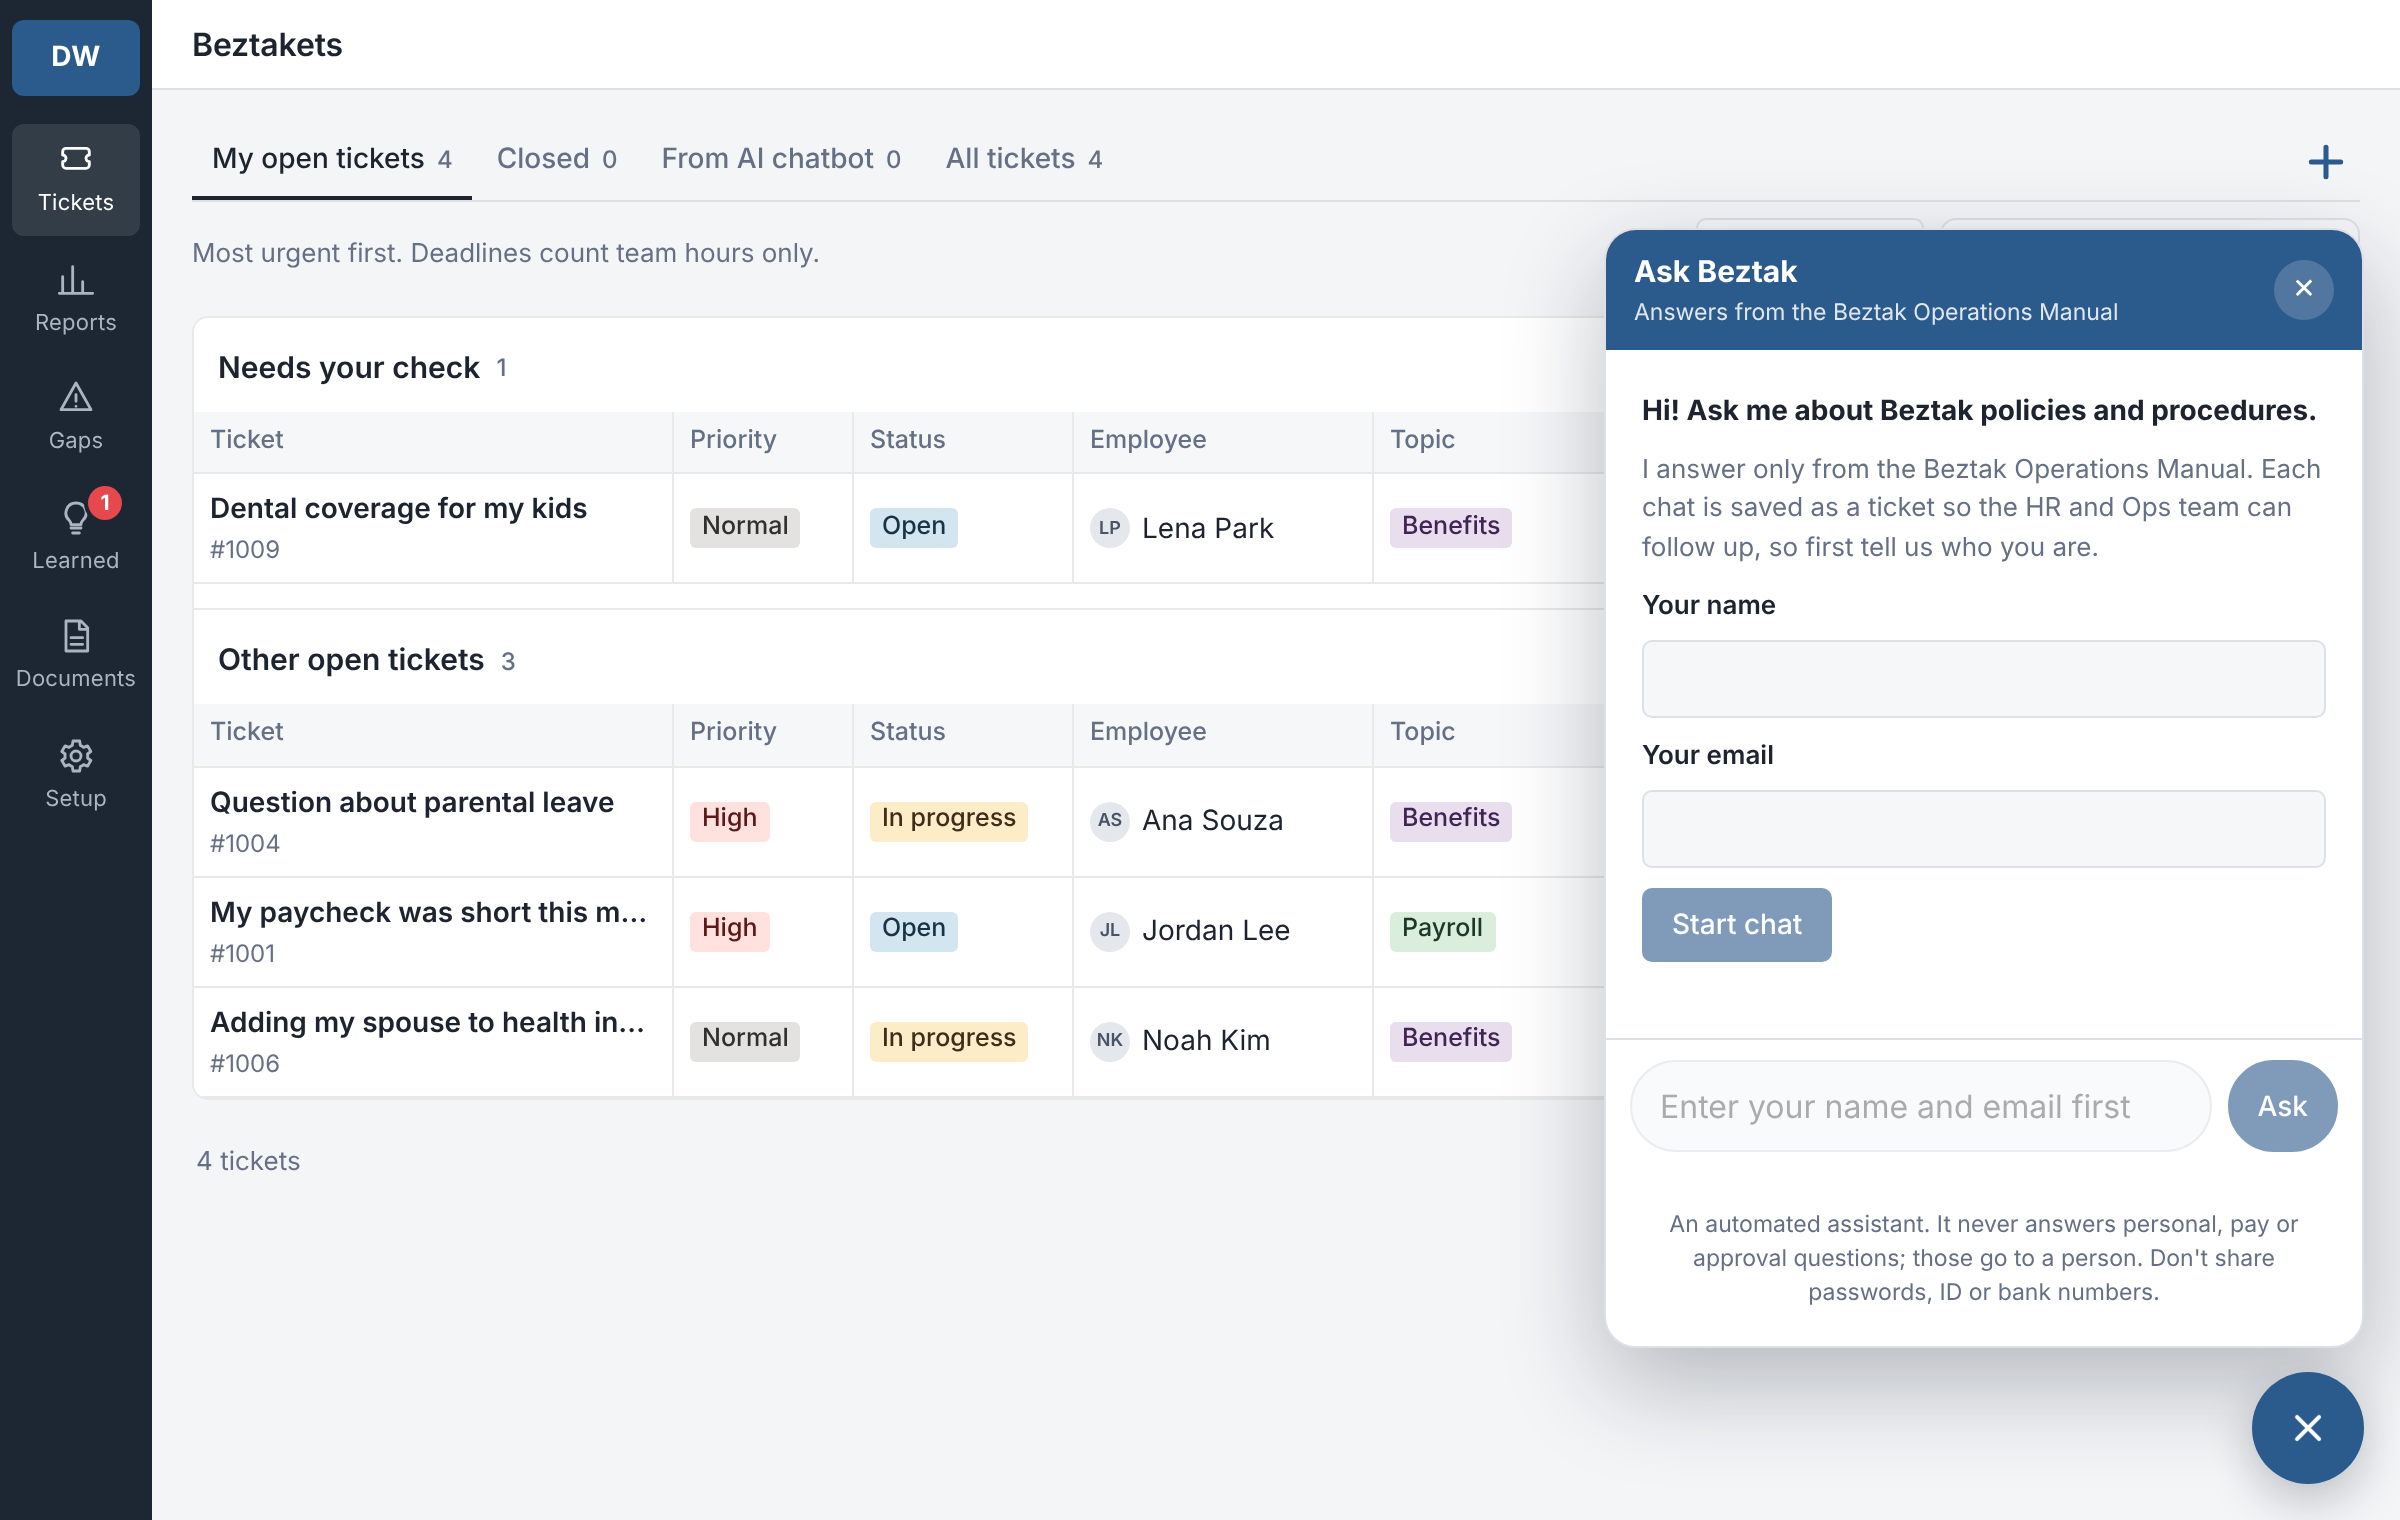 DW
Tickets
Reports
Gaps
1
Learned
Documents
Setup
Beztakets
My open tickets 4
Closed 0
From AI chatbot 0
All tickets 4
Most urgent first. Deadlines count team hours only.
Needs your check 1
Ticket Priority Status Employee Topic
Dental coverage for my kids
#1009
Normal
Open
LP Lena Park
Benefits
Other open tickets 3
Ticket Priority Status Employee Topic
Question about parental leave
#1004
High
In progress
AS Ana Souza
Benefits
My paycheck was short this m...
#1001
High
Open
JL Jordan Lee
Payroll
Adding my spouse to health in...
#1006
Normal
In progress
NK Noah Kim
Benefits
4 tickets
Ask Beztak
Answers from the Beztak Operations Manual
Hi! Ask me about Beztak policies and procedures.
I answer only from the Beztak Operations Manual. Each
chat is saved as a ticket so the HR and Ops team can
follow up, so first tell us who you are.
Your name
Your email
Start chat
Enter your name and email first
Ask
An automated assistant. It never answers personal, pay or
approval questions; those go to a person. Don't share
passwords, ID or bank numbers.